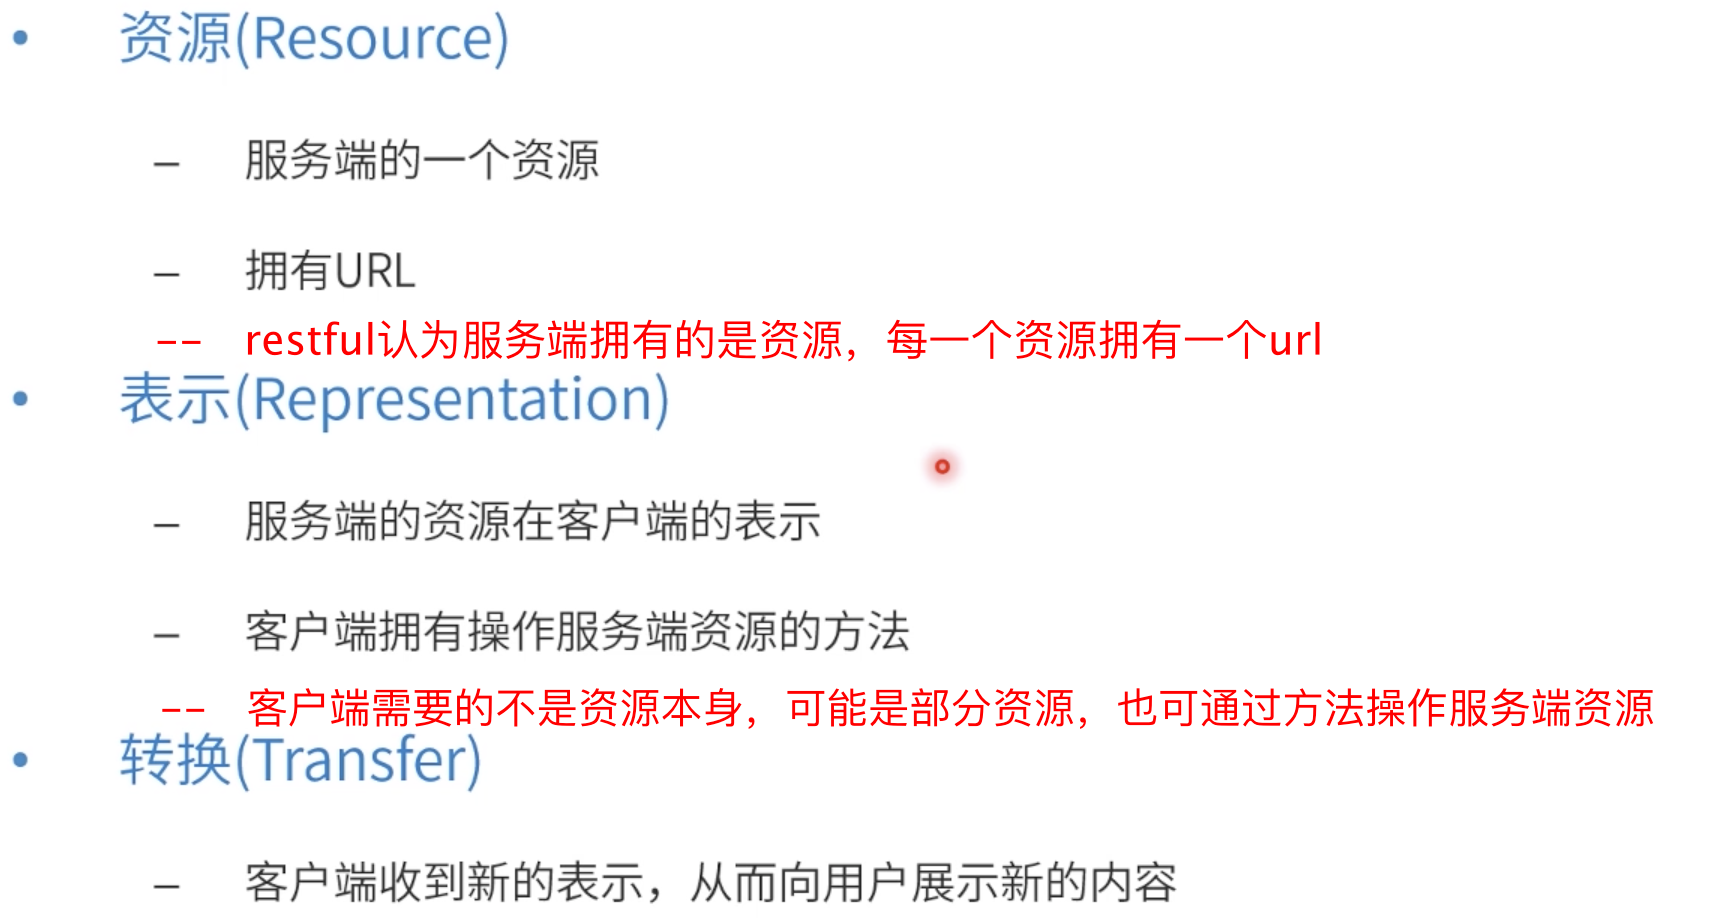 • 资源(Resource)
– 服务端的一个资源
– 拥有URL
-- restful认为服务端拥有的是资源，每一个资源拥有一个url
• 表示(Representation)
– 服务端的资源在客户端的表示
– 客户端拥有操作服务端资源的方法
-- 客户端需要的不是资源本身，可能是部分资源，也可通过方法操作服务端资源
• 转换(Transfer)
– 客户端收到新的表示，从而向用户展示新的内容